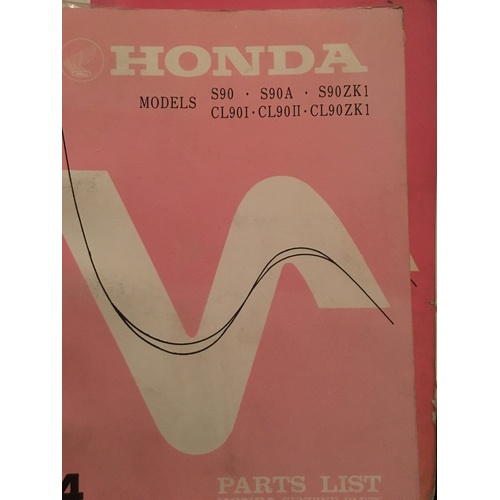 HONDA
MODELS S90 · S90A · S90ZK1
CL90I · CL90II · CL90ZK1
4
PARTS LIST